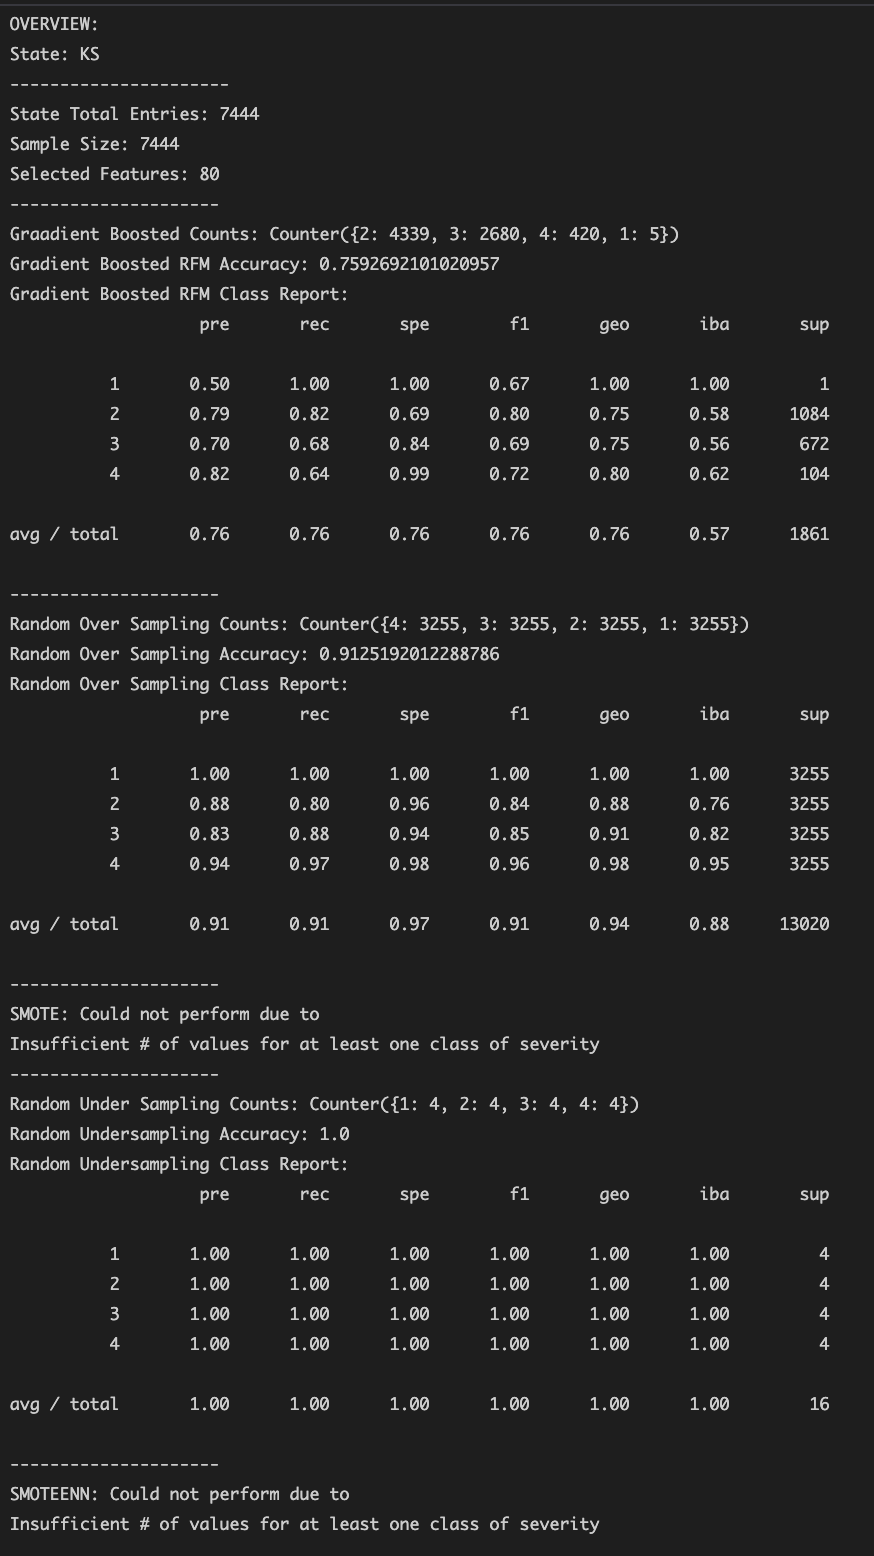 OVERVIEW:
State: KS
----------------------
State Total Entries: 7444
Sample Size: 7444
Selected Features: 80
---------------------
Graadient Boosted Counts: Counter({2: 4339, 3: 2680, 4: 420, 1: 5})
Gradient Boosted RFM Accuracy: 0.7592692101020957
Gradient Boosted RFM Class Report:
pre rec spe f1 geo iba sup
1 0.50 1.00 1.00 0.67 1.00 1.00 1
2 0.79 0.82 0.69 0.80 0.75 0.58 1084
3 0.70 0.68 0.84 0.69 0.75 0.56 672
4 0.82 0.64 0.99 0.72 0.80 0.62 104
avg / total 0.76 0.76 0.76 0.76 0.76 0.57 1861
---------------------
Random Over Sampling Counts: Counter({4: 3255, 3: 3255, 2: 3255, 1: 3255})
Random Over Sampling Accuracy: 0.9125192012288786
Random Over Sampling Class Report:
pre rec spe f1 geo iba sup
1 1.00 1.00 1.00 1.00 1.00 1.00 3255
2 0.88 0.80 0.96 0.84 0.88 0.76 3255
3 0.83 0.88 0.94 0.85 0.91 0.82 3255
4 0.94 0.97 0.98 0.96 0.98 0.95 3255
avg / total 0.91 0.91 0.97 0.91 0.94 0.88 13020
---------------------
SMOTE: Could not perform due to
Insufficient # of values for at least one class of severity
---------------------
Random Under Sampling Counts: Counter({1: 4, 2: 4, 3: 4, 4: 4})
Random Undersampling Accuracy: 1.0
Random Undersampling Class Report:
pre rec spe f1 geo iba sup
1 1.00 1.00 1.00 1.00 1.00 1.00 4
2 1.00 1.00 1.00 1.00 1.00 1.00 4
3 1.00 1.00 1.00 1.00 1.00 1.00 4
4 1.00 1.00 1.00 1.00 1.00 1.00 4
avg / total 1.00 1.00 1.00 1.00 1.00 1.00 16
---------------------
SMOTEENN: Could not perform due to
Insufficient # of values for at least one class of severity